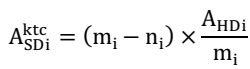 A_{SDi}^{ktc} = (m_i − n_i) × \frac{A_{HDi}}{m_i}